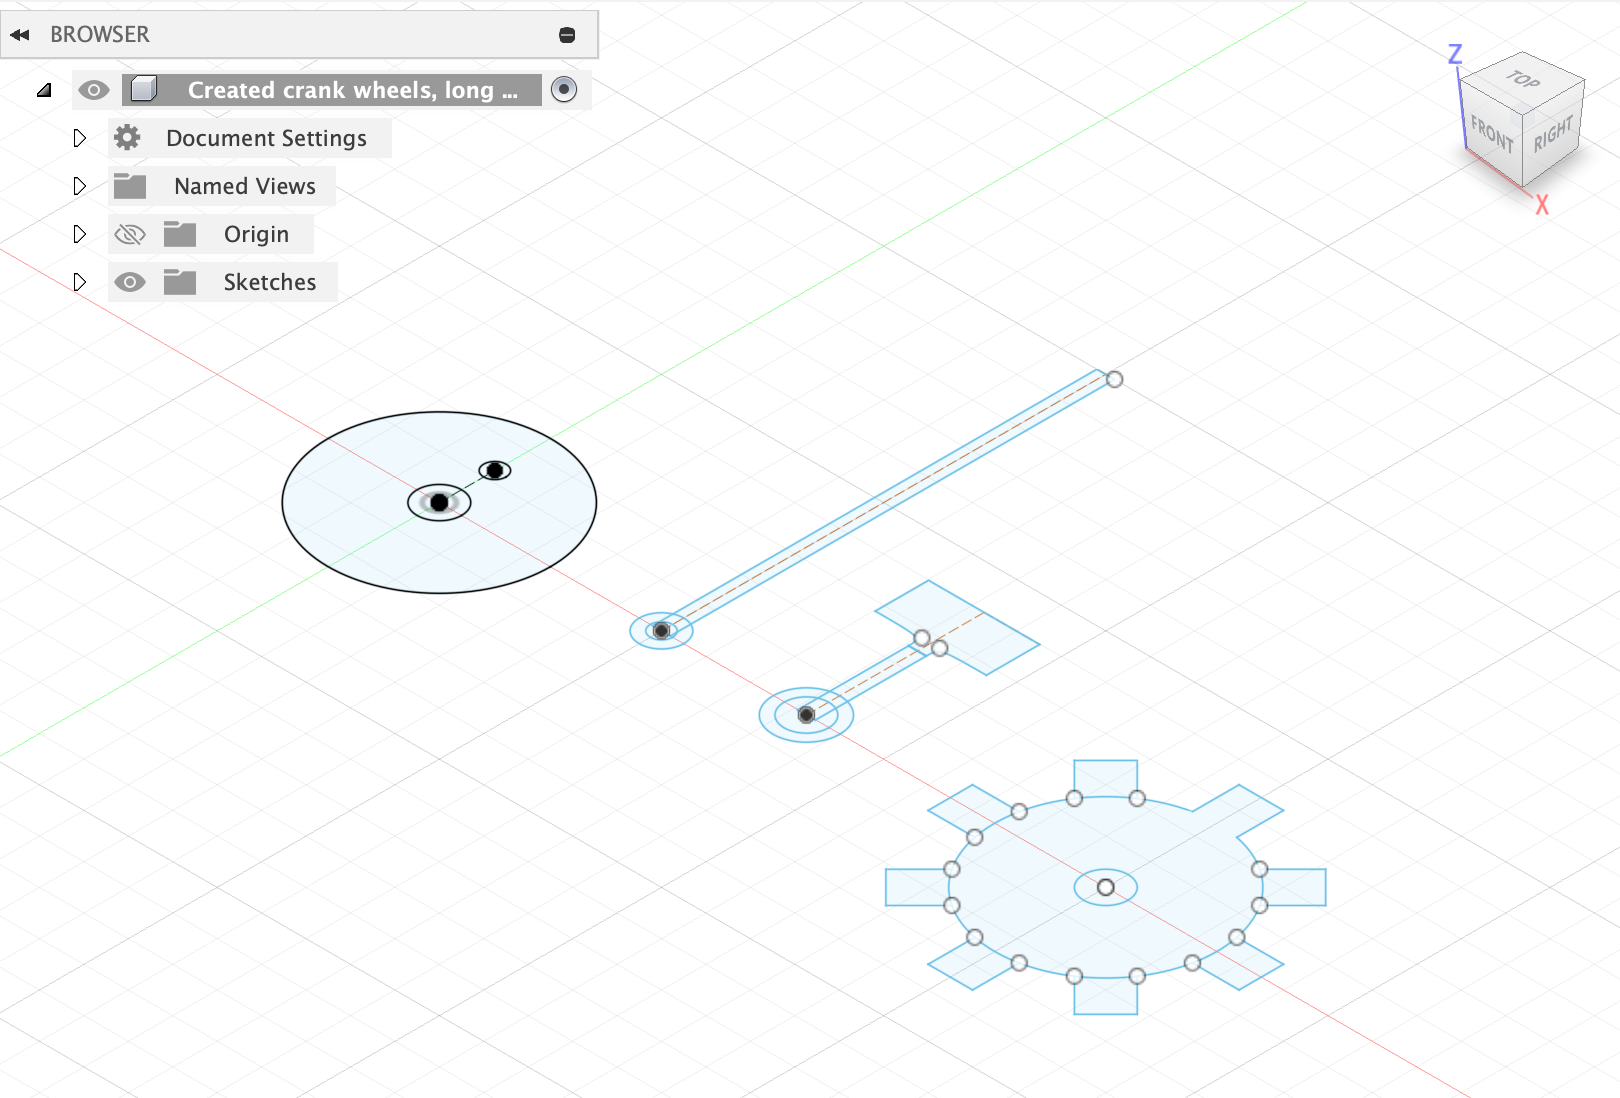 BROWSER
Created crank wheels, long ...
Document Settings
Named Views
Origin
Sketches
Z
TOP
FRONT
RIGHT
X